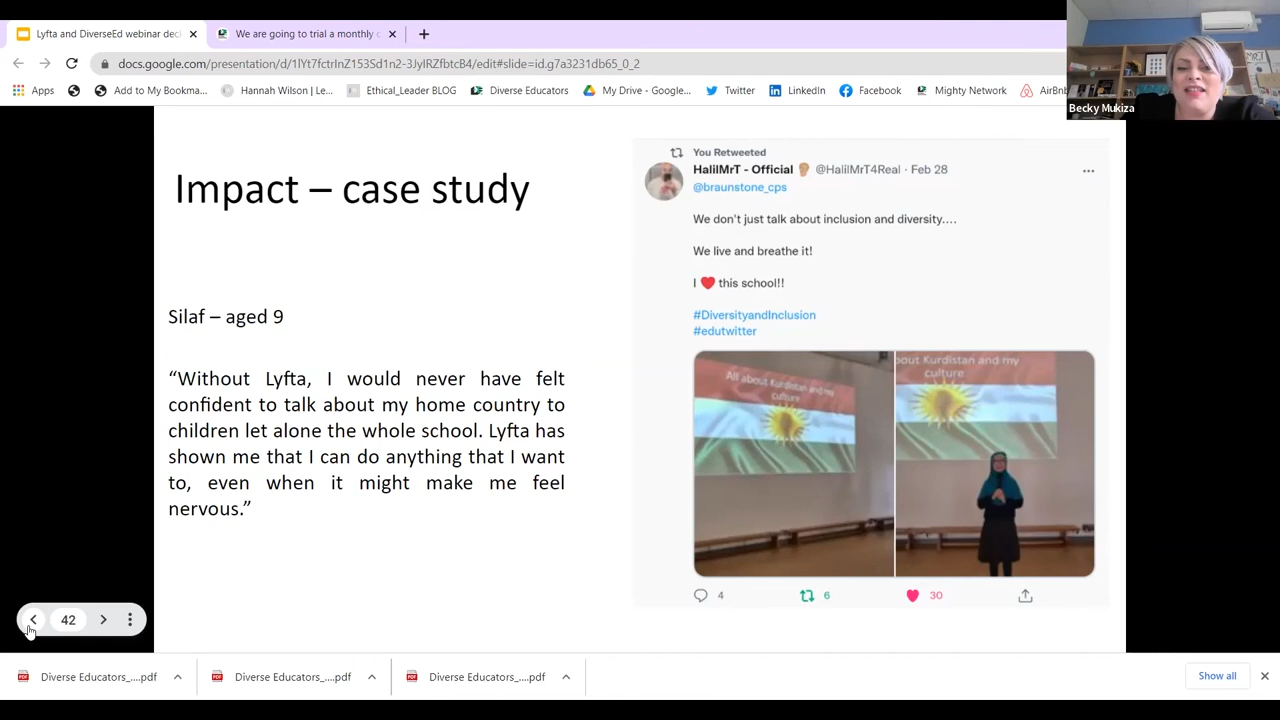 Lyfta and DiverseEd webinar dec
We are going to trial a monthly c
docs.google.com/presentation/d/1lYt7fctrInZ153Sd1n2-3JyIRZfbtcB4/edit#slide=id.g7a3231db65_0_2
Apps
Add to My Bookma...
Hannah Wilson | Le...
Ethical_Leader BLOG
Diverse Educators
My Drive - Google...
Twitter
LinkedIn
Facebook
Mighty Network
AirBnb
Becky Mukiza
Impact – case study
Silaf – aged 9
“Without Lyfta, I would never have felt
confident to talk about my home country to
children let alone the whole school. Lyfta has
shown me that I can do anything that I want
to, even when it might make me feel
nervous.”
You Retweeted
HalilMrT - Official @HalilMrT4Real · Feb 28
@braunstone_cps
We don't just talk about inclusion and diversity....
We live and breathe it!
I ❤️ this school!!
#DiversityandInclusion
#edutwitter
All about Kurdistan and my
culture
bout Kurdistan and my
culture
4
6
30
42
Diverse Educators_....pdf
Diverse Educators_....pdf
Diverse Educators_....pdf
Show all